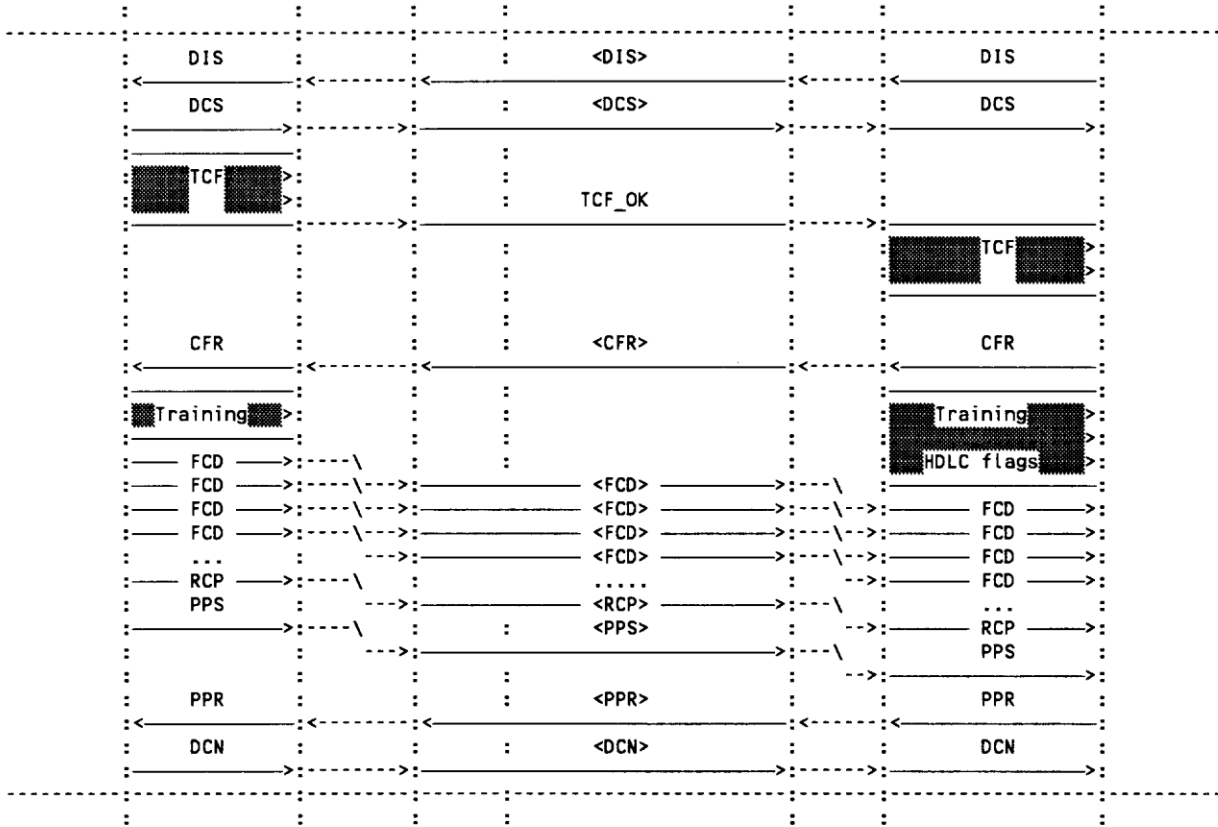 DIS <DIS> DIS
DCS <DCS> DCS
TCF
TCF_OK
TCF
CFR <CFR> CFR
Training Training
FCD HDLC flags
FCD <FCD>
FCD <FCD> FCD
FCD <FCD> FCD
... <FCD> FCD
RCP ..... FCD
PPS <RCP> ...
<PPS> RCP
PPS
PPR <PPR> PPR
DCN <DCN> DCN